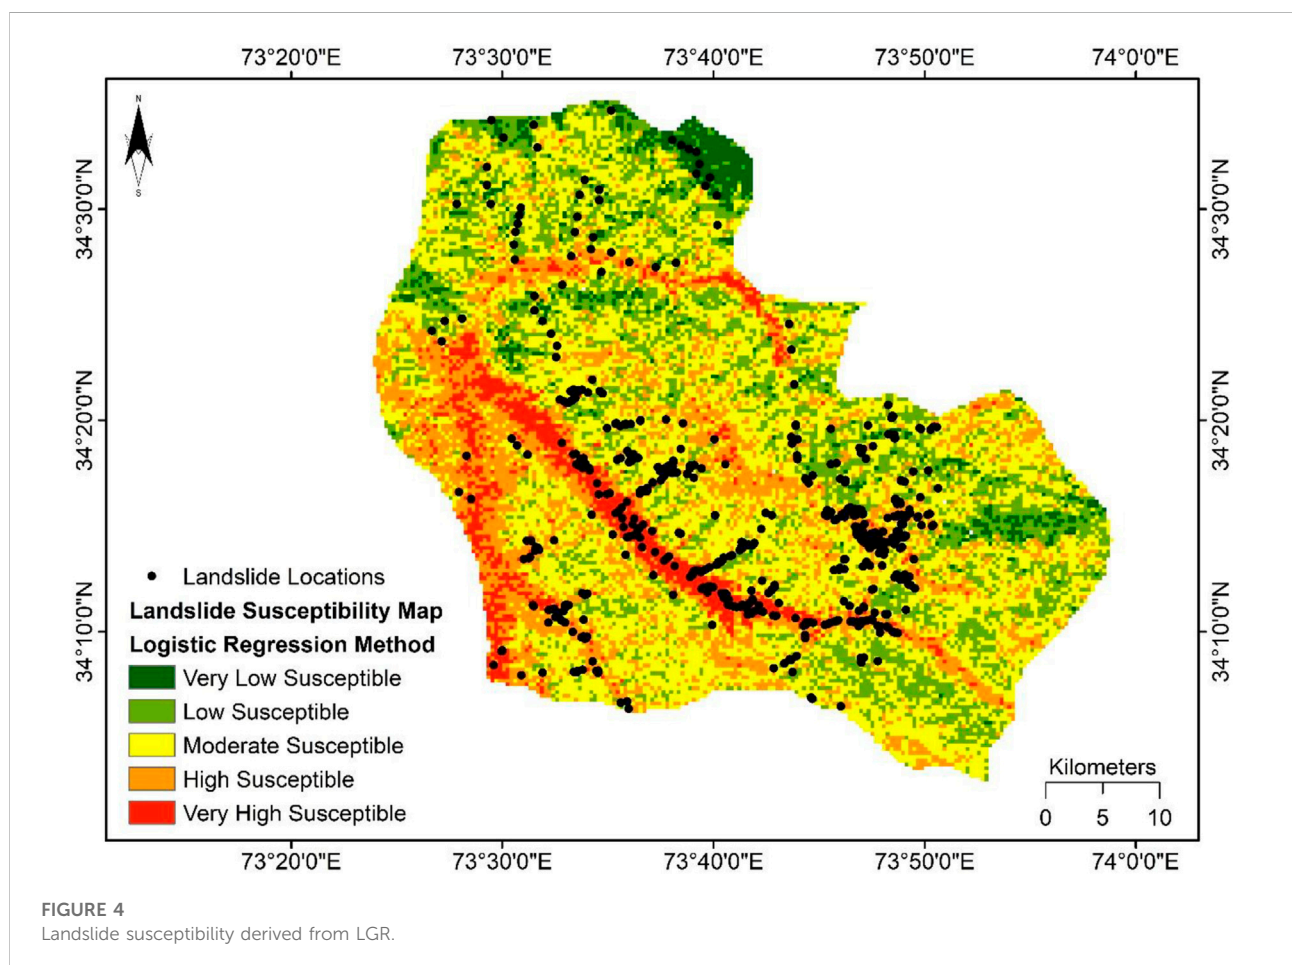 73°20'0"E 73°30'0"E 73°40'0"E 73°50'0"E 74°0'0"E
N
S
34°30'0"N 34°30'0"N
34°20'0"N 34°20'0"N
34°10'0"N 34°10'0"N
Landslide Locations
Landslide Susceptibility Map
Logistic Regression Method
Very Low Susceptible
Low Susceptible
Moderate Susceptible
High Susceptible
Very High Susceptible
Kilometers
0 5 10
73°20'0"E 73°30'0"E 73°40'0"E 73°50'0"E 74°0'0"E
FIGURE 4
Landslide susceptibility derived from LGR.